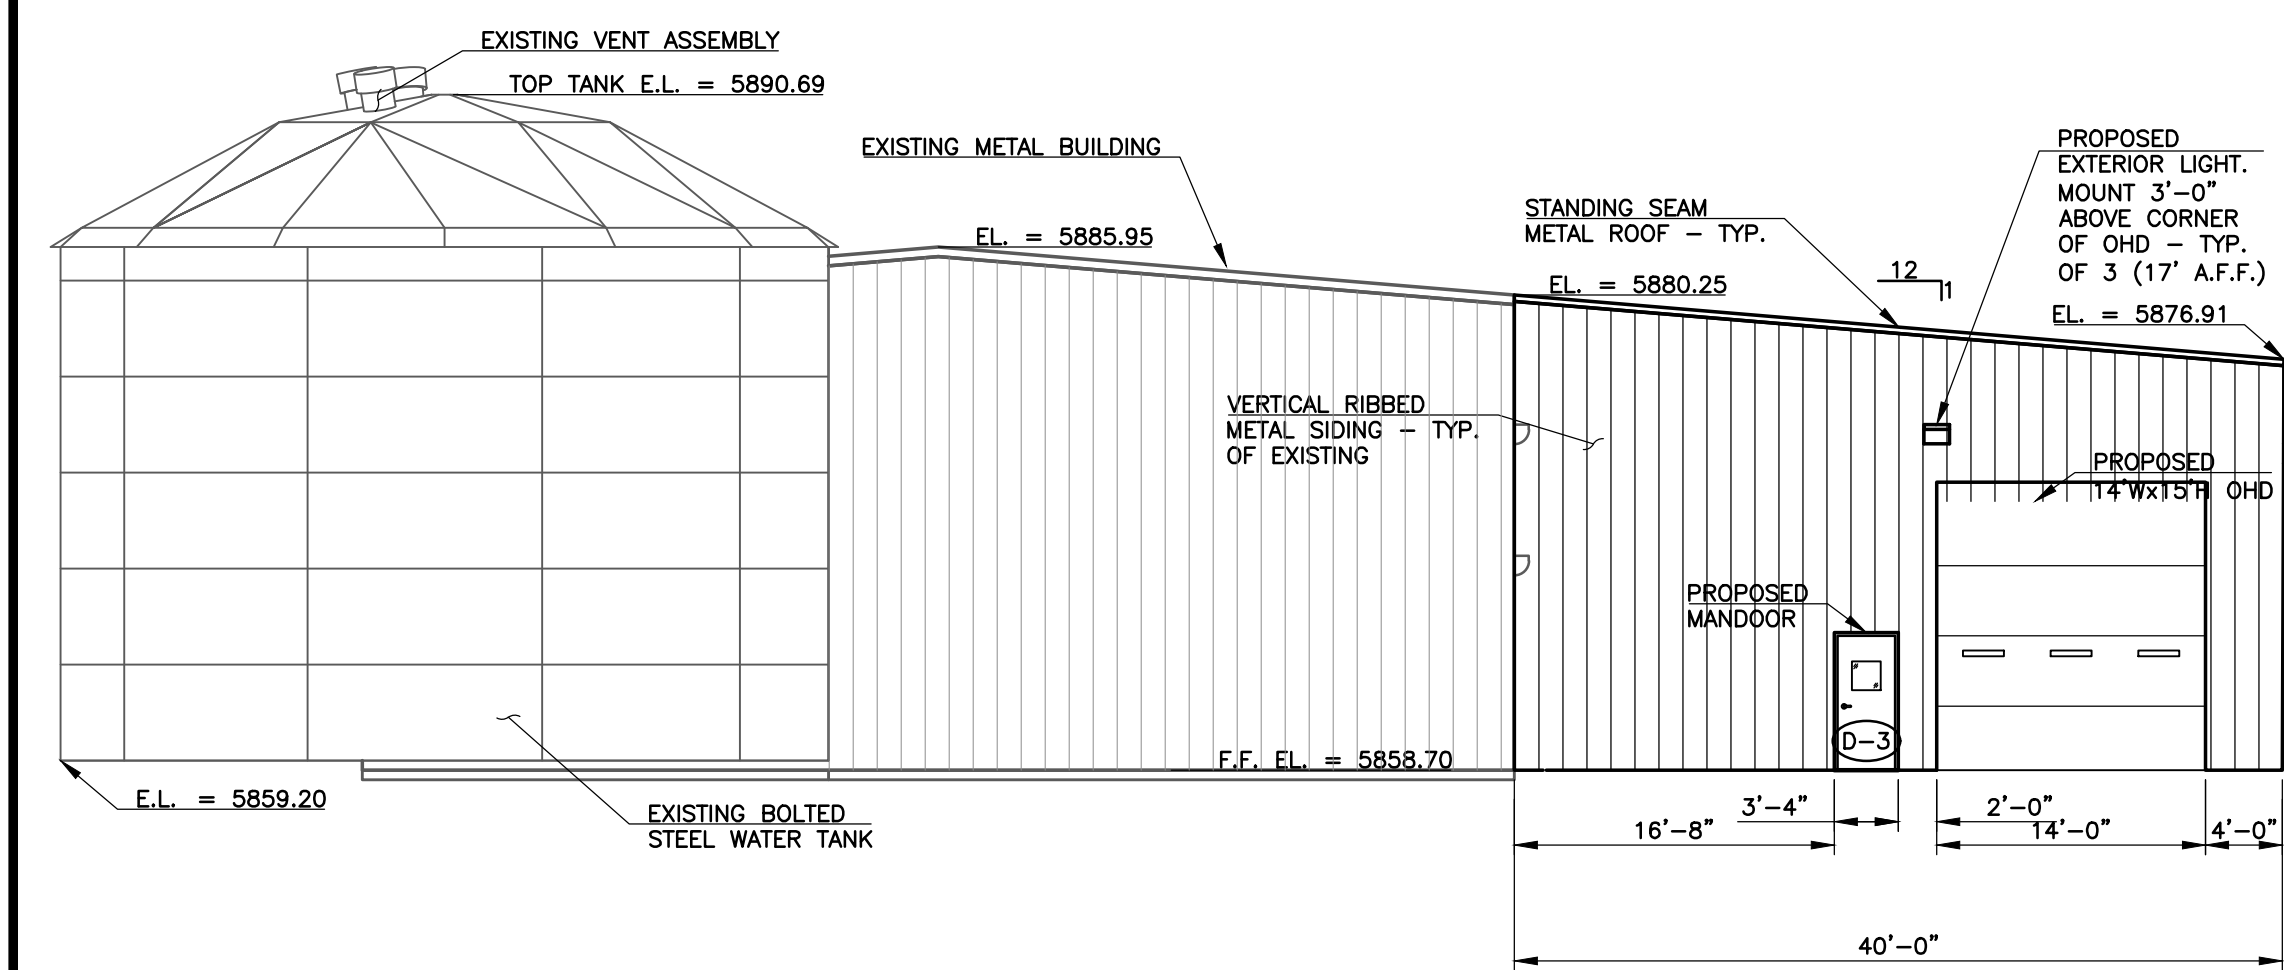 EXISTING VENT ASSEMBLY
TOP TANK E.L. = 5890.69
EXISTING METAL BUILDING
EL. = 5885.95
STANDING SEAM
METAL ROOF - TYP.
EL. = 5880.25
12
1
PROPOSED
EXTERIOR LIGHT.
MOUNT 3'-0"
ABOVE CORNER
OF OHD - TYP.
OF 3 (17' A.F.F.)
EL. = 5876.91
VERTICAL RIBBED
METAL SIDING - TYP.
OF EXISTING
PROPOSED
14'Wx15'H OHD
PROPOSED
MANDOOR
D-3
F.F. EL. = 5858.70
E.L. = 5859.20
EXISTING BOLTED
STEEL WATER TANK
3'-4"
2'-0"
16'-8"
14'-0"
4'-0"
40'-0"